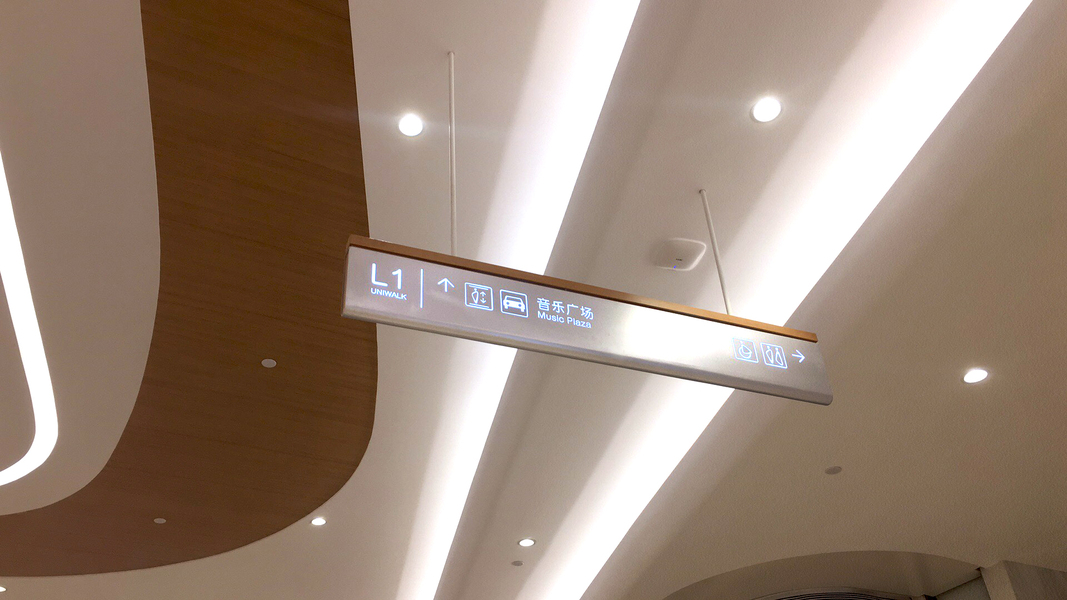 L1
UNIWALK
音乐广场
Music Plaza